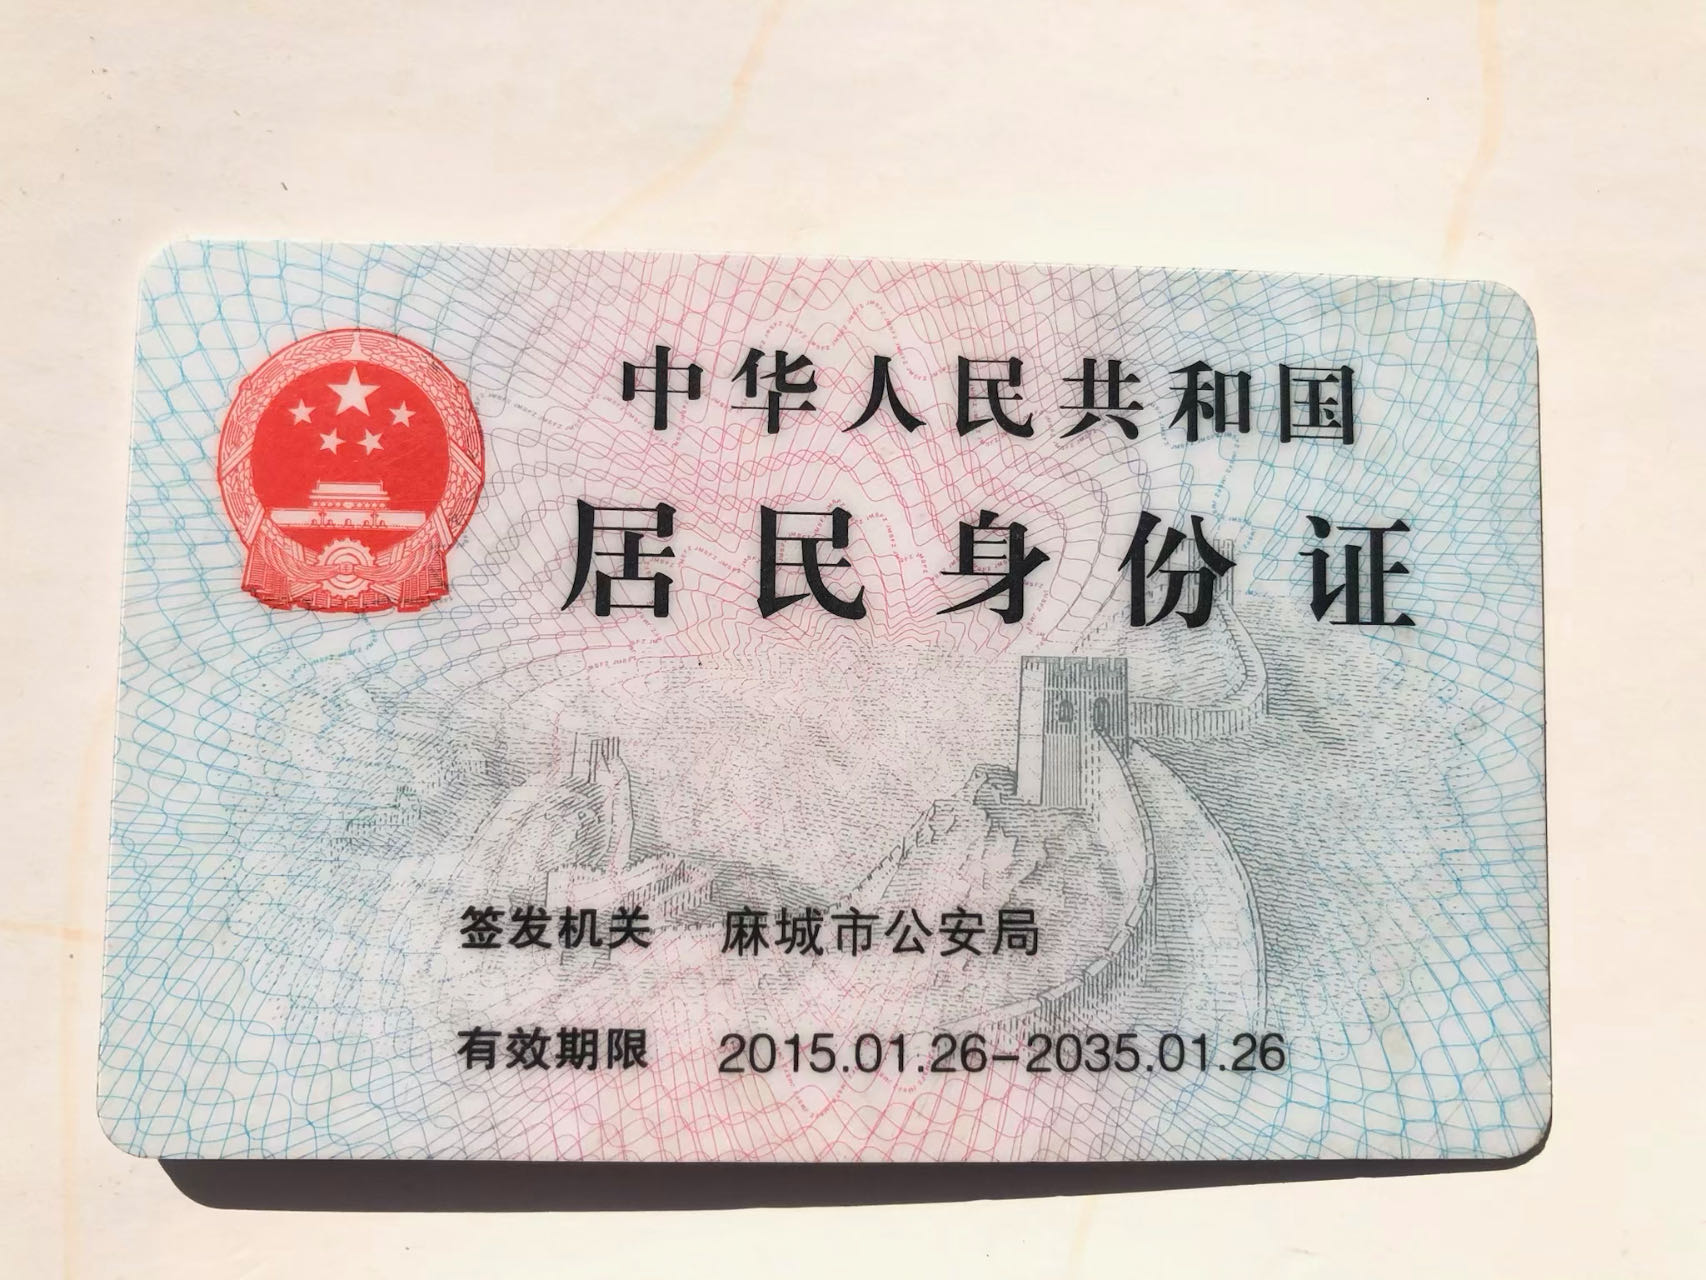 中华人民共和国
居民身份证
签发机关 麻城市公安局
有效期限 2015.01.26-2035.01.26